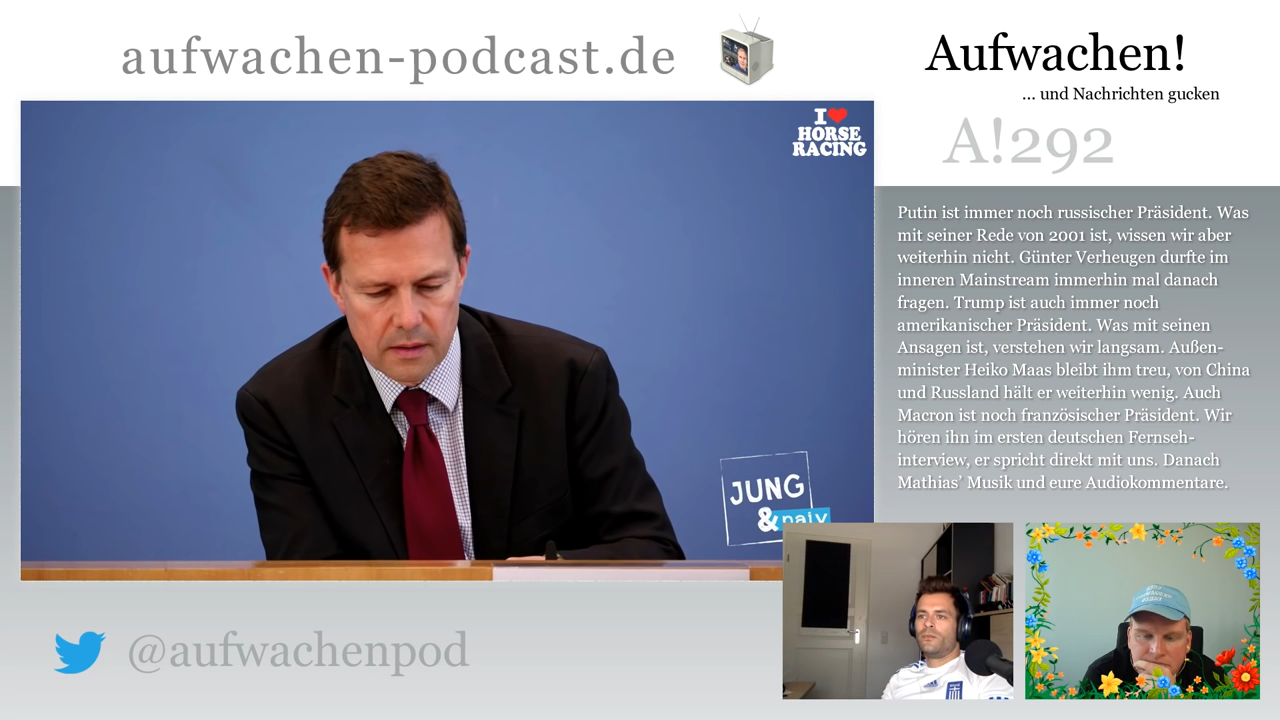 aufwachen-podcast.de
Aufwachen!
... und Nachrichten gucken
A!292
I
HORSE
RACING
Putin ist immer noch russischer Präsident. Was
mit seiner Rede von 2001 ist, wissen wir aber
weiterhin nicht. Günter Verheugen durfte im
inneren Mainstream immerhin mal danach
fragen. Trump ist auch immer noch
amerikanischer Präsident. Was mit seinen
Ansagen ist, verstehen wir langsam. Außen-
minister Heiko Maas bleibt ihm treu, von China
und Russland hält er weiterhin wenig. Auch
Macron ist noch französischer Präsident. Wir
hören ihn im ersten deutschen Fernseh-
interview, er spricht direkt mit uns. Danach
Mathias’ Musik und eure Audiokommentare.
JUNG
& naiv
@aufwachenpod